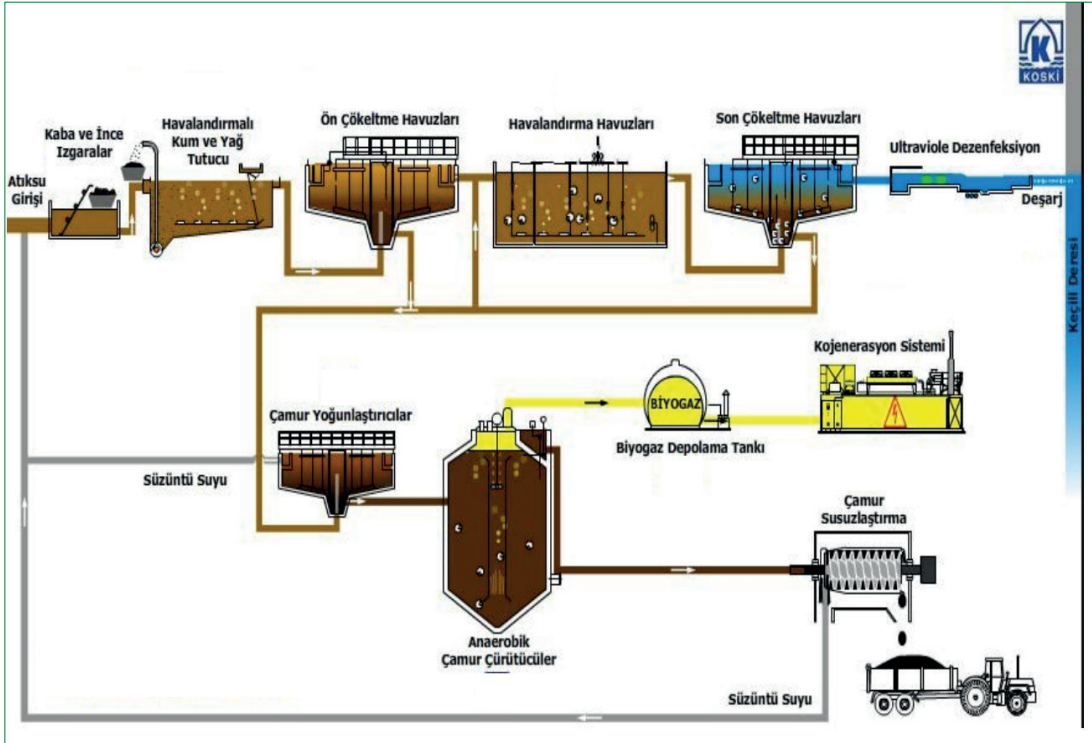 K
KOSKİ
Kaba ve İnce
Izgaralar
Havalandırmalı
Kum ve Yağ
Tutucu
Ön Çökeltme Havuzları
Havalandırma Havuzları
Son Çökeltme Havuzları
Ultraviole Dezenfeksiyon
Atıksu
Girişi
Deşarj
Keçili Deresi
Kojenerasyon Sistemi
BİYOGAZ
Biyogaz Depolama Tankı
Çamur Yoğunlaştırıcılar
Süzüntü Suyu
Çamur
Susuzlaştırma
Anaerobik
Çamur Çürütücüler
Süzüntü Suyu